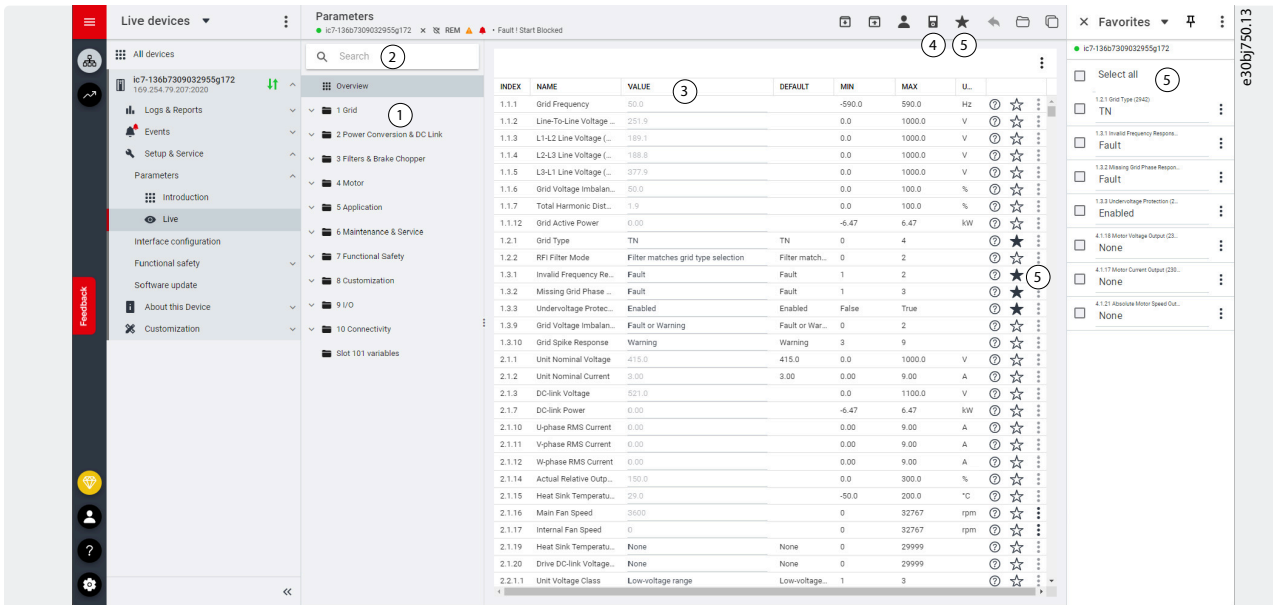 Live devices
All devices
ic7-136b7309032955g172
169.254.79.207:2020
Logs & Reports
Events
Setup & Service
Parameters
Introduction
Live
Interface configuration
Functional safety
Software update
About this Device
Customization
Feedback
Parameters
ic7-136b7309032955g172 × REM • Fault ! Start Blocked
Search 2
Overview
1 Grid
1
2 Power Conversion & DC Link
3 Filters & Brake Chopper
4 Motor
5 Application
6 Maintenance & Service
7 Functional Safety
8 Customization
9 I/O
10 Connectivity
Slot 101 variables
4 5
INDEX NAME VALUE DEFAULT MIN MAX U...
3
1.1.1 Grid Frequency 50.0 -590.0 590.0 Hz
1.1.2 Line-To-Line Voltage ... 251.9 0.0 1000.0 V
1.1.3 L1-L2 Line Voltage (... 189.1 0.0 1000.0 V
1.1.4 L2-L3 Line Voltage (... 188.8 0.0 1000.0 V
1.1.5 L3-L1 Line Voltage (... 377.9 0.0 1000.0 V
1.1.6 Grid Voltage Imbalan... 50.0 0.0 100.0 %
1.1.7 Total Harmonic Dist... 1.9 0.0 100.0 %
1.1.12 Grid Active Power 0.00 -6.47 6.47 kW
1.2.1 Grid Type TN TN 0 4
1.2.2 RFI Filter Mode Filter matches grid type selection Filter match... 0 2
1.3.1 Invalid Frequency Re... Fault Fault 1 2
5
1.3.2 Missing Grid Phase ... Fault Fault 1 3
1.3.3 Undervoltage Protec... Enabled Enabled False True
1.3.9 Grid Voltage Imbalan... Fault or Warning Fault or War... 0 2
1.3.10 Grid Spike Response Warning Warning 3 9
2.1.1 Unit Nominal Voltage 415.0 415.0 0.0 1000.0 V
2.1.2 Unit Nominal Current 3.00 3.00 0.00 9.00 A
2.1.3 DC-link Voltage 521.0 0.0 1100.0 V
2.1.7 DC-link Power 0.00 -6.47 6.47 kW
2.1.10 U-phase RMS Current 0.00 0.00 9.00 A
2.1.11 V-phase RMS Current 0.00 0.00 9.00 A
2.1.12 W-phase RMS Current 0.00 0.00 9.00 A
2.1.14 Actual Relative Outp... 150.0 0.0 300.0 %
2.1.15 Heat Sink Temperatu... 29.0 -50.0 200.0 °C
2.1.16 Main Fan Speed 3600 0 32767 rpm
2.1.17 Internal Fan Speed 0 0 32767 rpm
2.1.19 Heat Sink Temperatu... None None 0 29999
2.1.20 Drive DC-link Voltage... None None 0 29999
2.2.1.1 Unit Voltage Class Low-voltage range Low-voltage... 1 3
× Favorites
ic7-136b7309032955g172
Select all 5
1.2.1 Grid Type (2942)
TN
1.3.1 Invalid Frequency Respons...
Fault
1.3.2 Missing Grid Phase Respon...
Fault
1.3.3 Undervoltage Protection (2...
Enabled
4.1.18 Motor Voltage Output (23...
None
4.1.17 Motor Current Output (230...
None
4.1.21 Absolute Motor Speed Out...
None
e30bj750.13